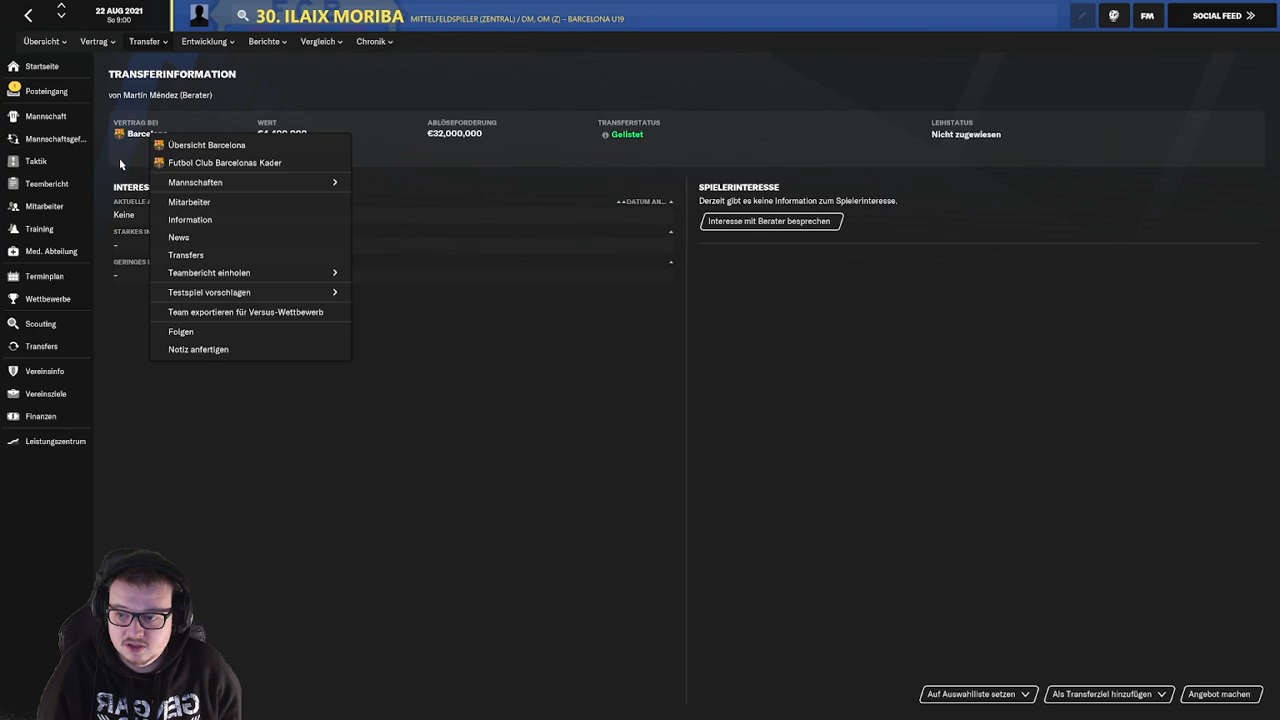 22 AUG 2021
So 9:00
30. ILAIX MORIBA
MITTELFELDSPIELER (ZENTRAL) / DM, OM (Z) – BARCELONA U19
FM
SOCIAL FEED
Übersicht
Vertrag
Transfer
Entwicklung
Berichte
Vergleich
Chronik
Startseite
Posteingang
Mannschaft
Mannschaftsgef...
Taktik
Teambericht
Mitarbeiter
Training
Med. Abteilung
Terminplan
Wettbewerbe
Scouting
Transfers
Vereinsinfo
Vereinsziele
Finanzen
Leistungszentrum
TRANSFERINFORMATION
von Martín Méndez (Berater)
VERTRAG BEI
WERT
ABLÖSEFORDERUNG
€32,000,000
TRANSFERSTATUS
Gelistet
LEIHSTATUS
Nicht zugewiesen
Übersicht Barcelona
Futbol Club Barcelonas Kader
Mannschaften
Mitarbeiter
Information
News
Transfers
Teambericht einholen
Testspiel vorschlagen
Team exportieren für Versus-Wettbewerb
Folgen
Notiz anfertigen
Keine
-
-
DATUM AN...
SPIELERINTERESSE
Derzeit gibt es keine Information zum Spielerinteresse.
Interesse mit Berater besprechen
Auf Auswahlliste setzen
Als Transferziel hinzufügen
Angebot machen